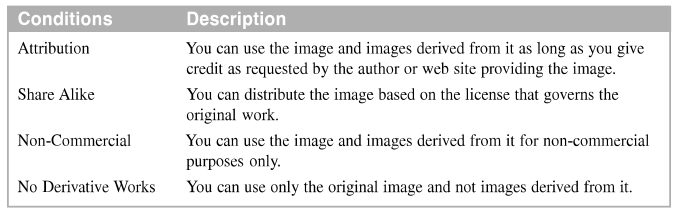 Conditions Description
Attribution You can use the image and images derived from it as long as you give
credit as requested by the author or web site providing the image.
Share Alike You can distribute the image based on the license that governs the
original work.
Non-Commercial You can use the image and images derived from it for non-commercial
purposes only.
No Derivative Works You can use only the original image and not images derived from it.